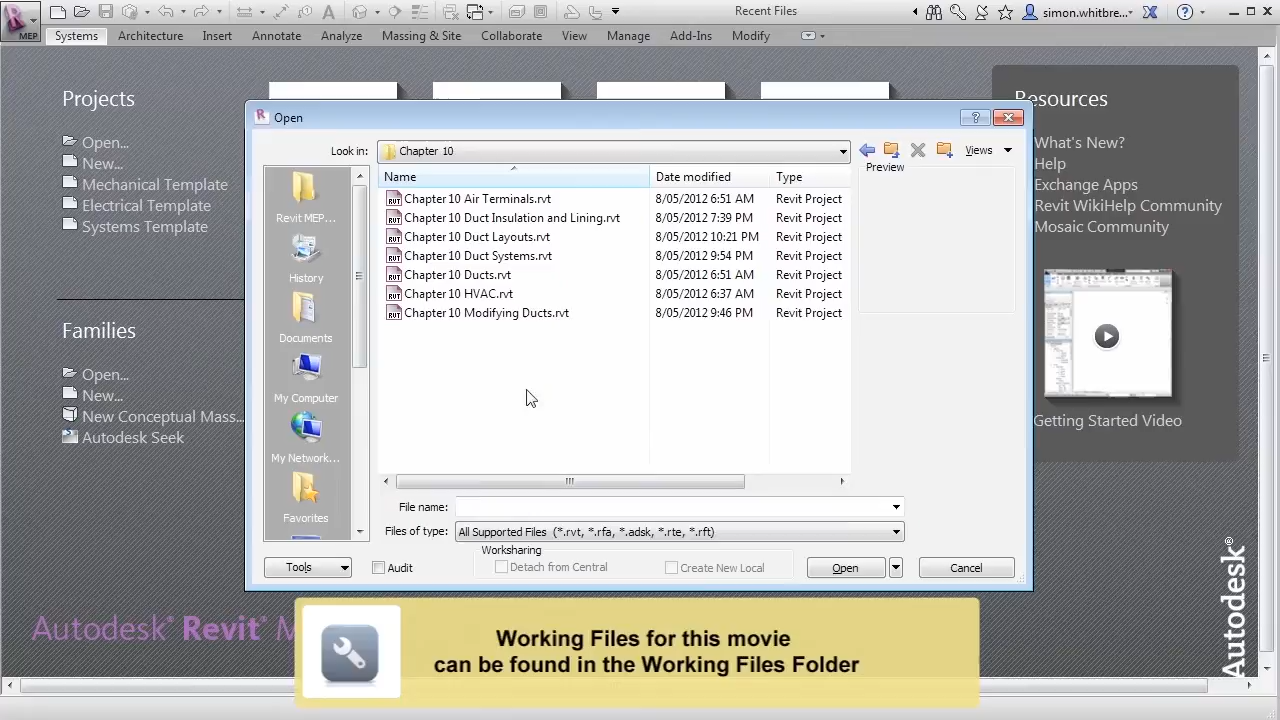 MEP
Recent Files
simon.whitbre...
Systems
Architecture
Insert
Annotate
Analyze
Massing & Site
Collaborate
View
Manage
Add-Ins
Modify
Projects
Open...
New...
Mechanical Template
Electrical Template
Systems Template
Families
Open...
New...
New Conceptual Mass...
Autodesk Seek
Open
Look in:
Chapter 10
Views
Revit MEP...
History
Documents
My Computer
My Network...
Favorites
Name
Date modified
Type
Chapter 10 Air Terminals.rvt 8/05/2012 6:51 AM Revit Project
Chapter 10 Duct Insulation and Lining.rvt 8/05/2012 7:39 PM Revit Project
Chapter 10 Duct Layouts.rvt 8/05/2012 10:21 PM Revit Project
Chapter 10 Duct Systems.rvt 8/05/2012 9:54 PM Revit Project
Chapter 10 Ducts.rvt 8/05/2012 6:51 AM Revit Project
Chapter 10 HVAC.rvt 8/05/2012 6:37 AM Revit Project
Chapter 10 Modifying Ducts.rvt 8/05/2012 9:46 PM Revit Project
Preview
File name:
Files of type: All Supported Files (*.rvt, *.rfa, *.adsk, *.rte, *.rft)
Tools
Audit
Worksharing
Detach from Central
Create New Local
Open
Cancel
Resources
What's New?
Help
Exchange Apps
Revit WikiHelp Community
Mosaic Community
Getting Started Video
Autodesk® Revit® M
Autodesk®
Working Files for this movie
can be found in the Working Files Folder